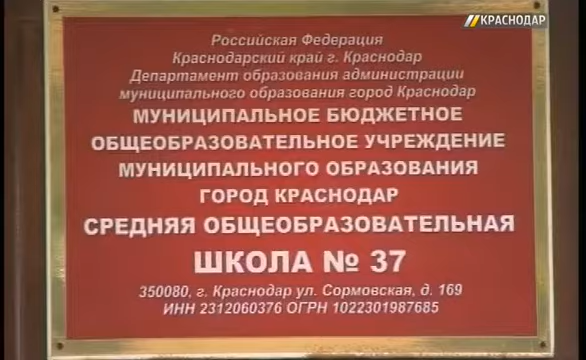 КРАСНОДАР
Российская Федерация
Краснодарский край г. Краснодар
Департамент образования администрации
муниципального образования город Краснодар
МУНИЦИПАЛЬНОЕ БЮДЖЕТНОЕ
ОБЩЕОБРАЗОВАТЕЛЬНОЕ УЧРЕЖДЕНИЕ
МУНИЦИПАЛЬНОГО ОБРАЗОВАНИЯ
ГОРОД КРАСНОДАР
СРЕДНЯЯ ОБЩЕОБРАЗОВАТЕЛЬНАЯ
ШКОЛА № 37
350080, г. Краснодар ул. Сормовская, д. 169
ИНН 2312060376 ОГРН 1022301987685